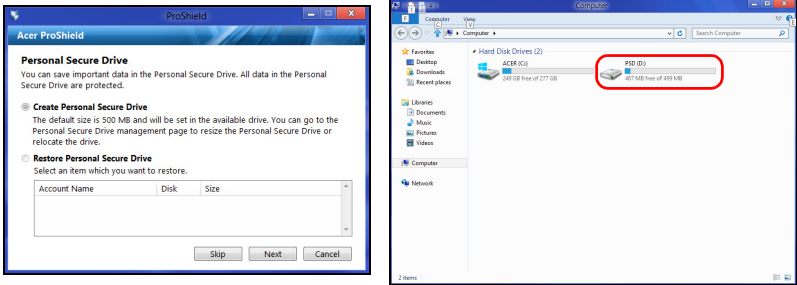 ProShield
Acer ProShield
Personal Secure Drive
You can save important data in the Personal Secure Drive. All data in the Personal
Secure Drive are protected.
Create Personal Secure Drive
The default size is 500 MB and will be set in the available drive. You can go to the
Personal Secure Drive management page to resize the Personal Secure Drive or
relocate the drive.
Restore Personal Secure Drive
Select an item which you want to restore.
Account Name Disk Size
Skip Next Cancel
Computer
F Computer View
C V E
Computer
Search Computer
Favorites
Desktop
Downloads
Recent places
Libraries
Documents
Music
Pictures
Videos
Computer
Network
Hard Disk Drives (2)
ACER (C:)
249 GB free of 277 GB
PSD (D:)
467 MB free of 499 MB
2 items